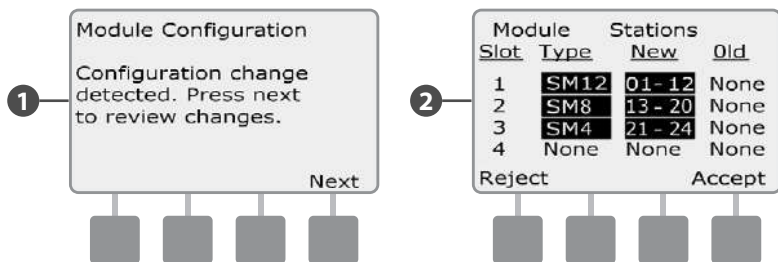 1
Module Configuration
Configuration change
detected. Press next
to review changes.
Next
2
Module Stations
Slot Type New Old
1 SM12 01-12 None
2 SM8 13-20 None
3 SM4 21-24 None
4 None None None
Reject Accept